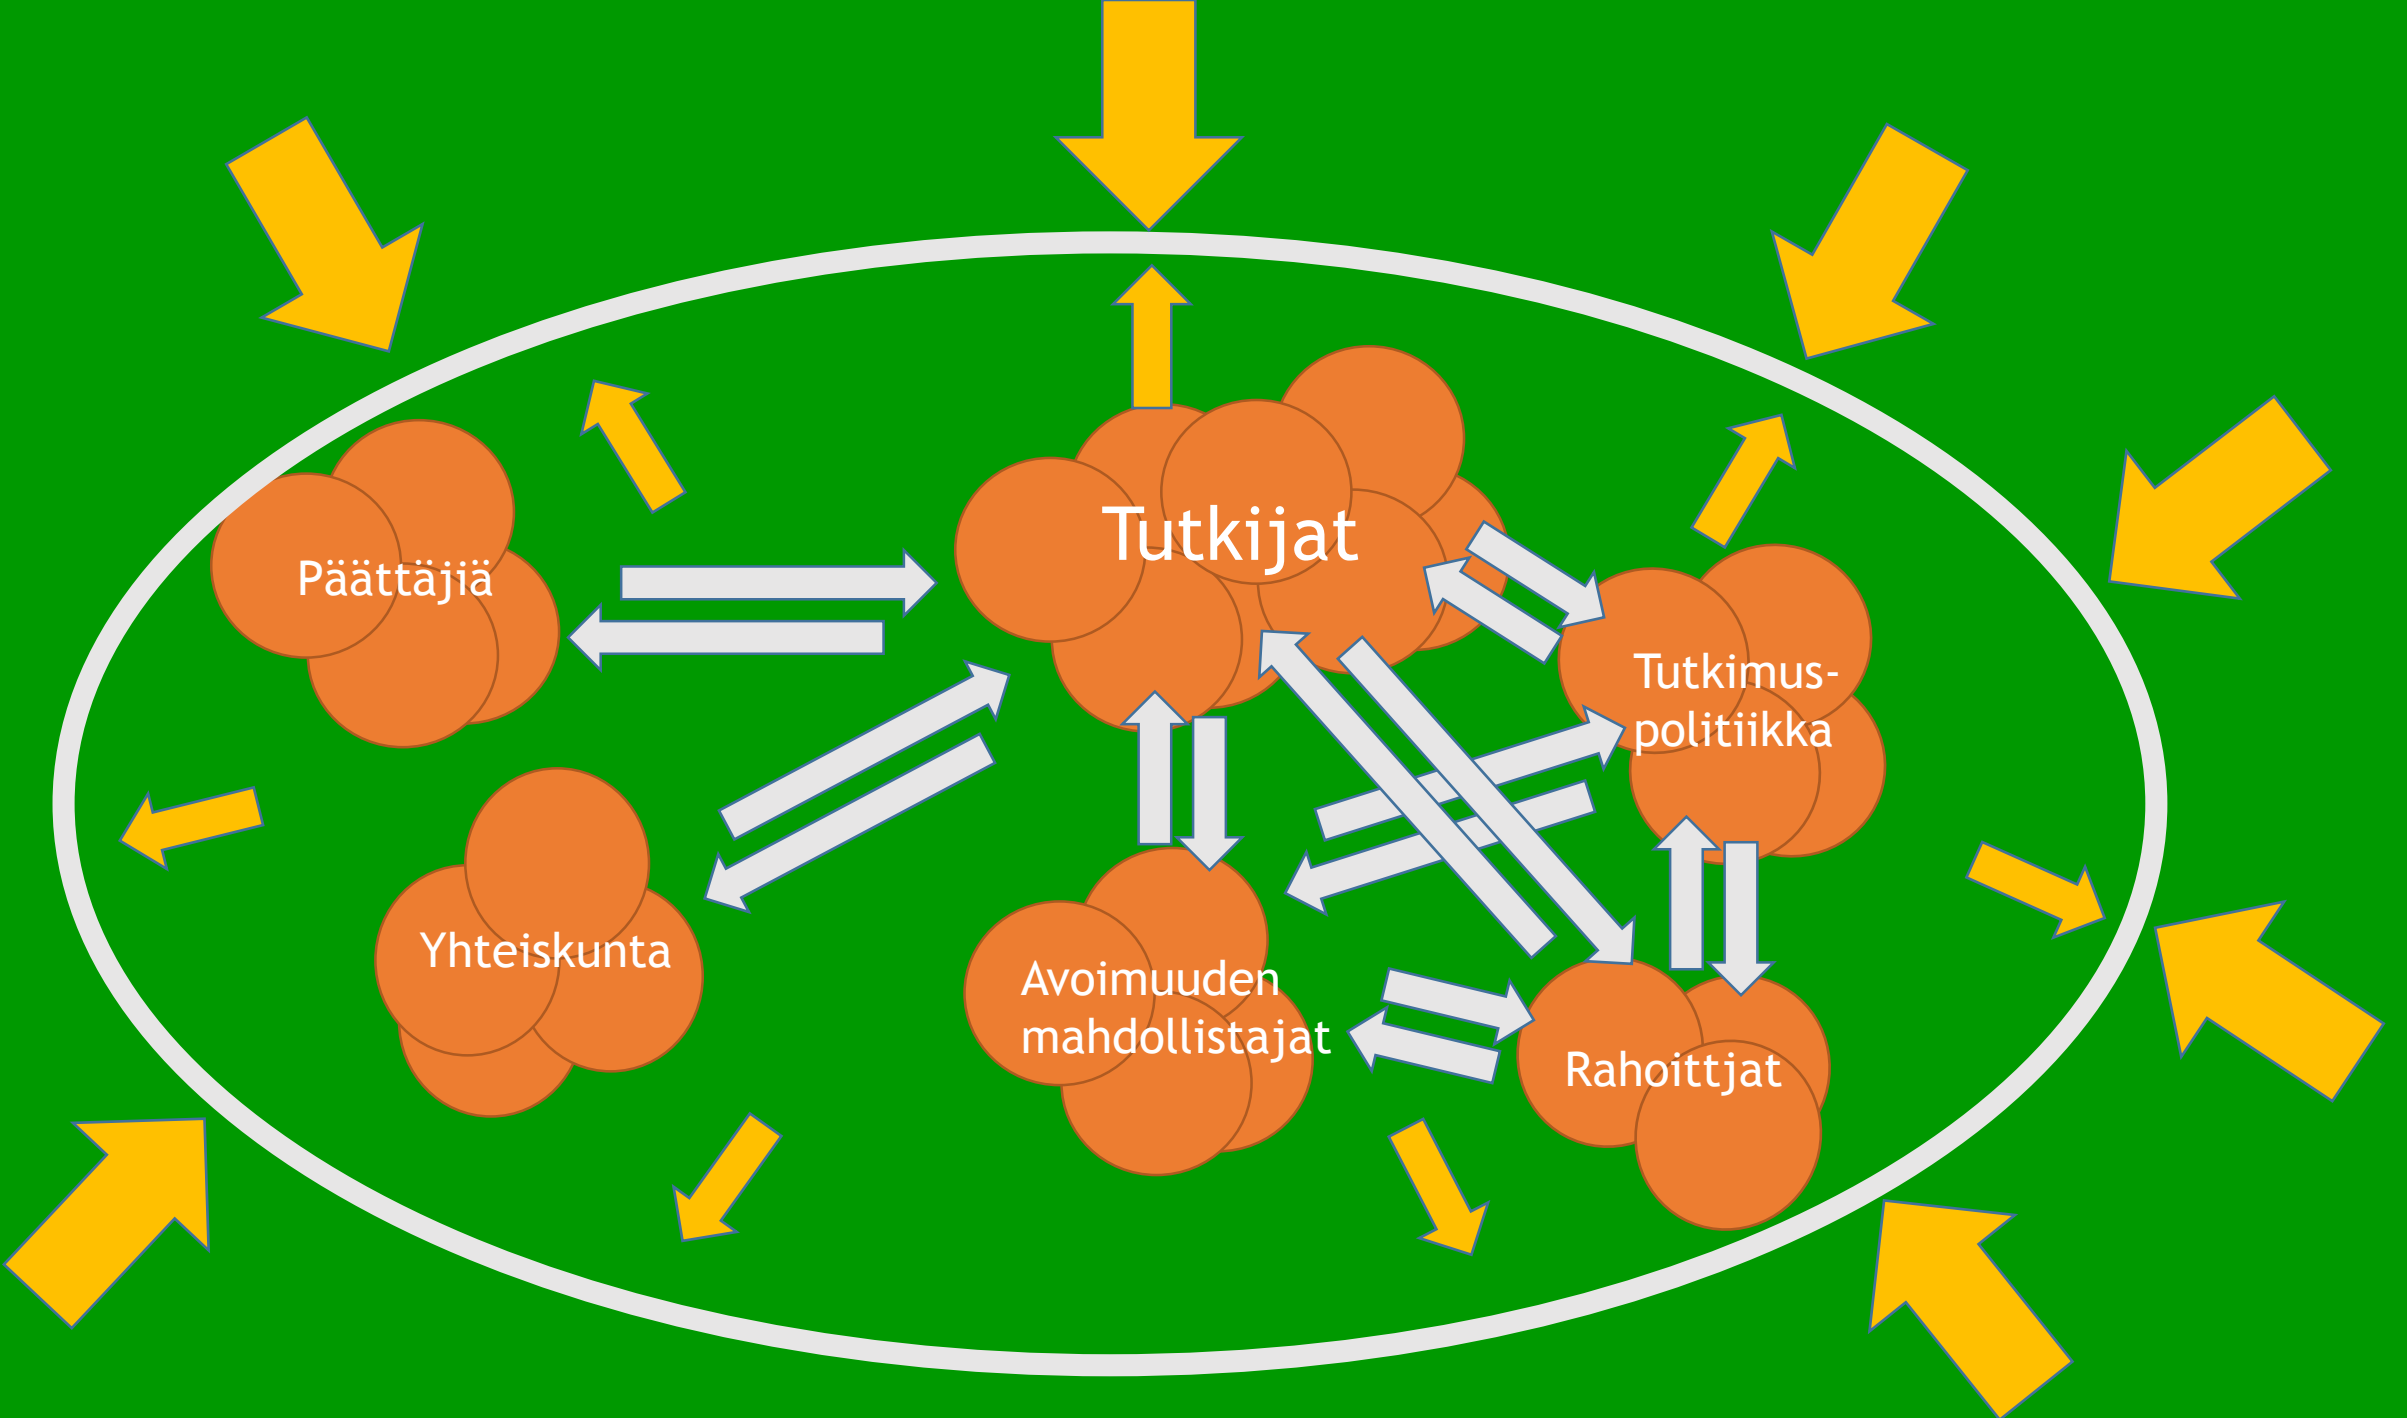 Tutkijat
Päättäjiä
Tutkimus-
politiikka
Yhteiskunta
Avoimuuden
mahdollistajat
Rahoittjat